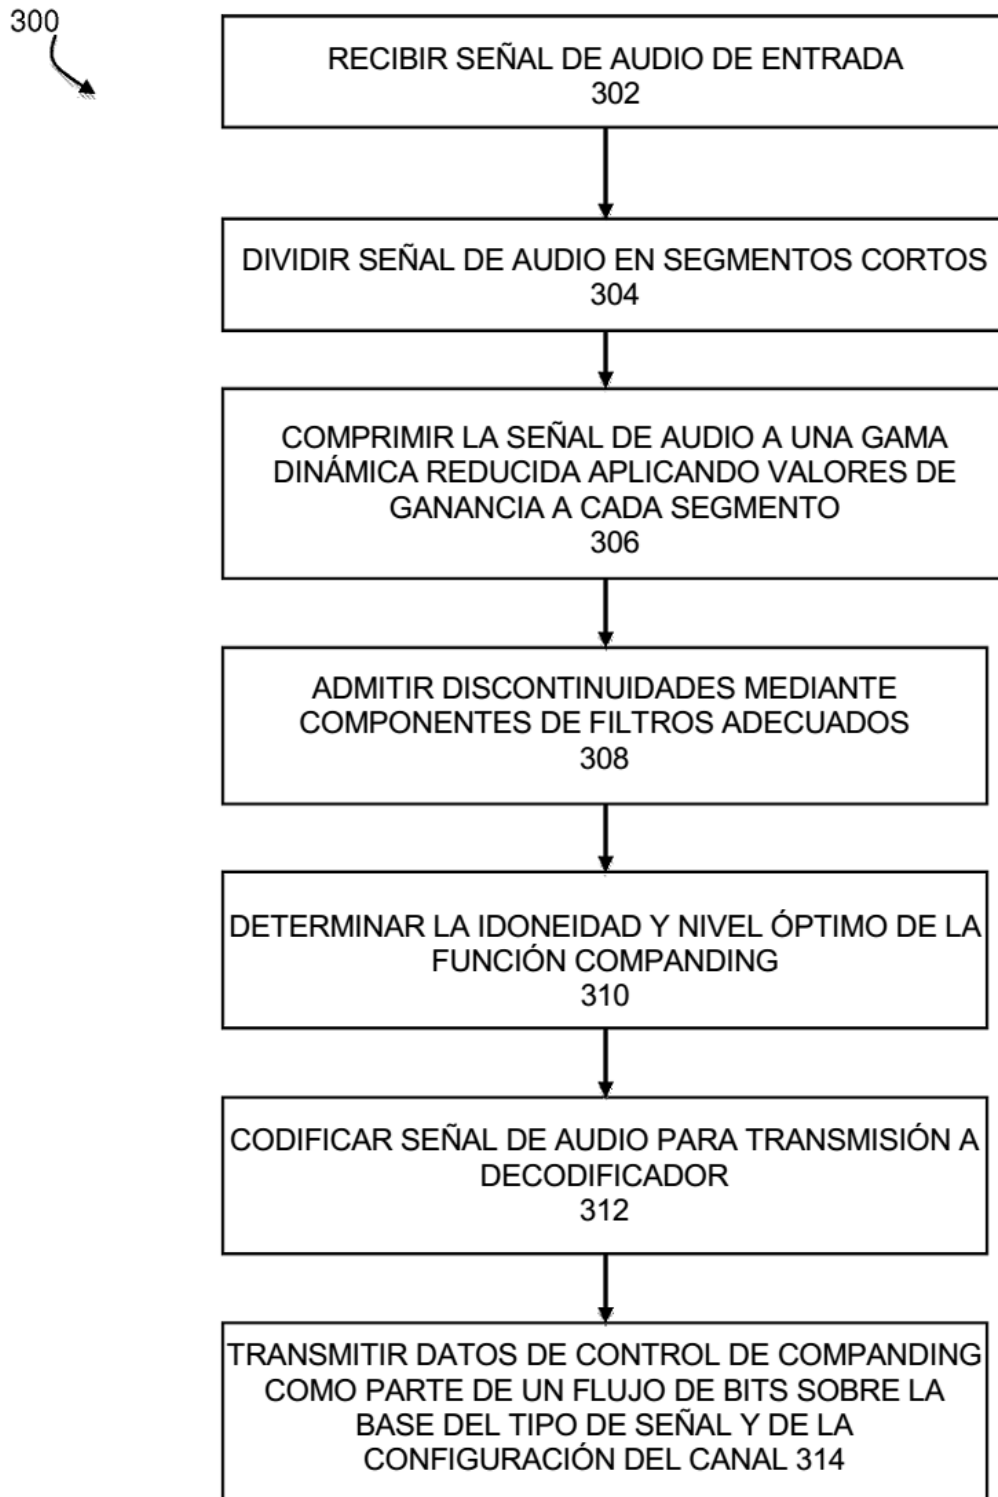 300
RECIBIR SEÑAL DE AUDIO DE ENTRADA
302
DIVIDIR SEÑAL DE AUDIO EN SEGMENTOS CORTOS
304
COMPRIMIR LA SEÑAL DE AUDIO A UNA GAMA
DINÁMICA REDUCIDA APLICANDO VALORES DE
GANANCIA A CADA SEGMENTO
306
ADMITIR DISCONTINUIDADES MEDIANTE
COMPONENTES DE FILTROS ADECUADOS
308
DETERMINAR LA IDONEIDAD Y NIVEL ÓPTIMO DE LA
FUNCIÓN COMPANDING
310
CODIFICAR SEÑAL DE AUDIO PARA TRANSMISIÓN A
DECODIFICADOR
312
TRANSMITIR DATOS DE CONTROL DE COMPANDING
COMO PARTE DE UN FLUJO DE BITS SOBRE LA
BASE DEL TIPO DE SEÑAL Y DE LA
CONFIGURACIÓN DEL CANAL 314